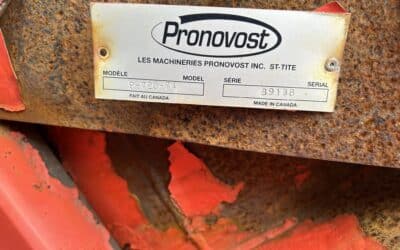 Pronovost
LES MACHINERIES PRONOVOST INC. ST-TITE
MODÈLE MODEL SÉRIE SERIAL
39138
FAIT AU CANADA MADE IN CANADA